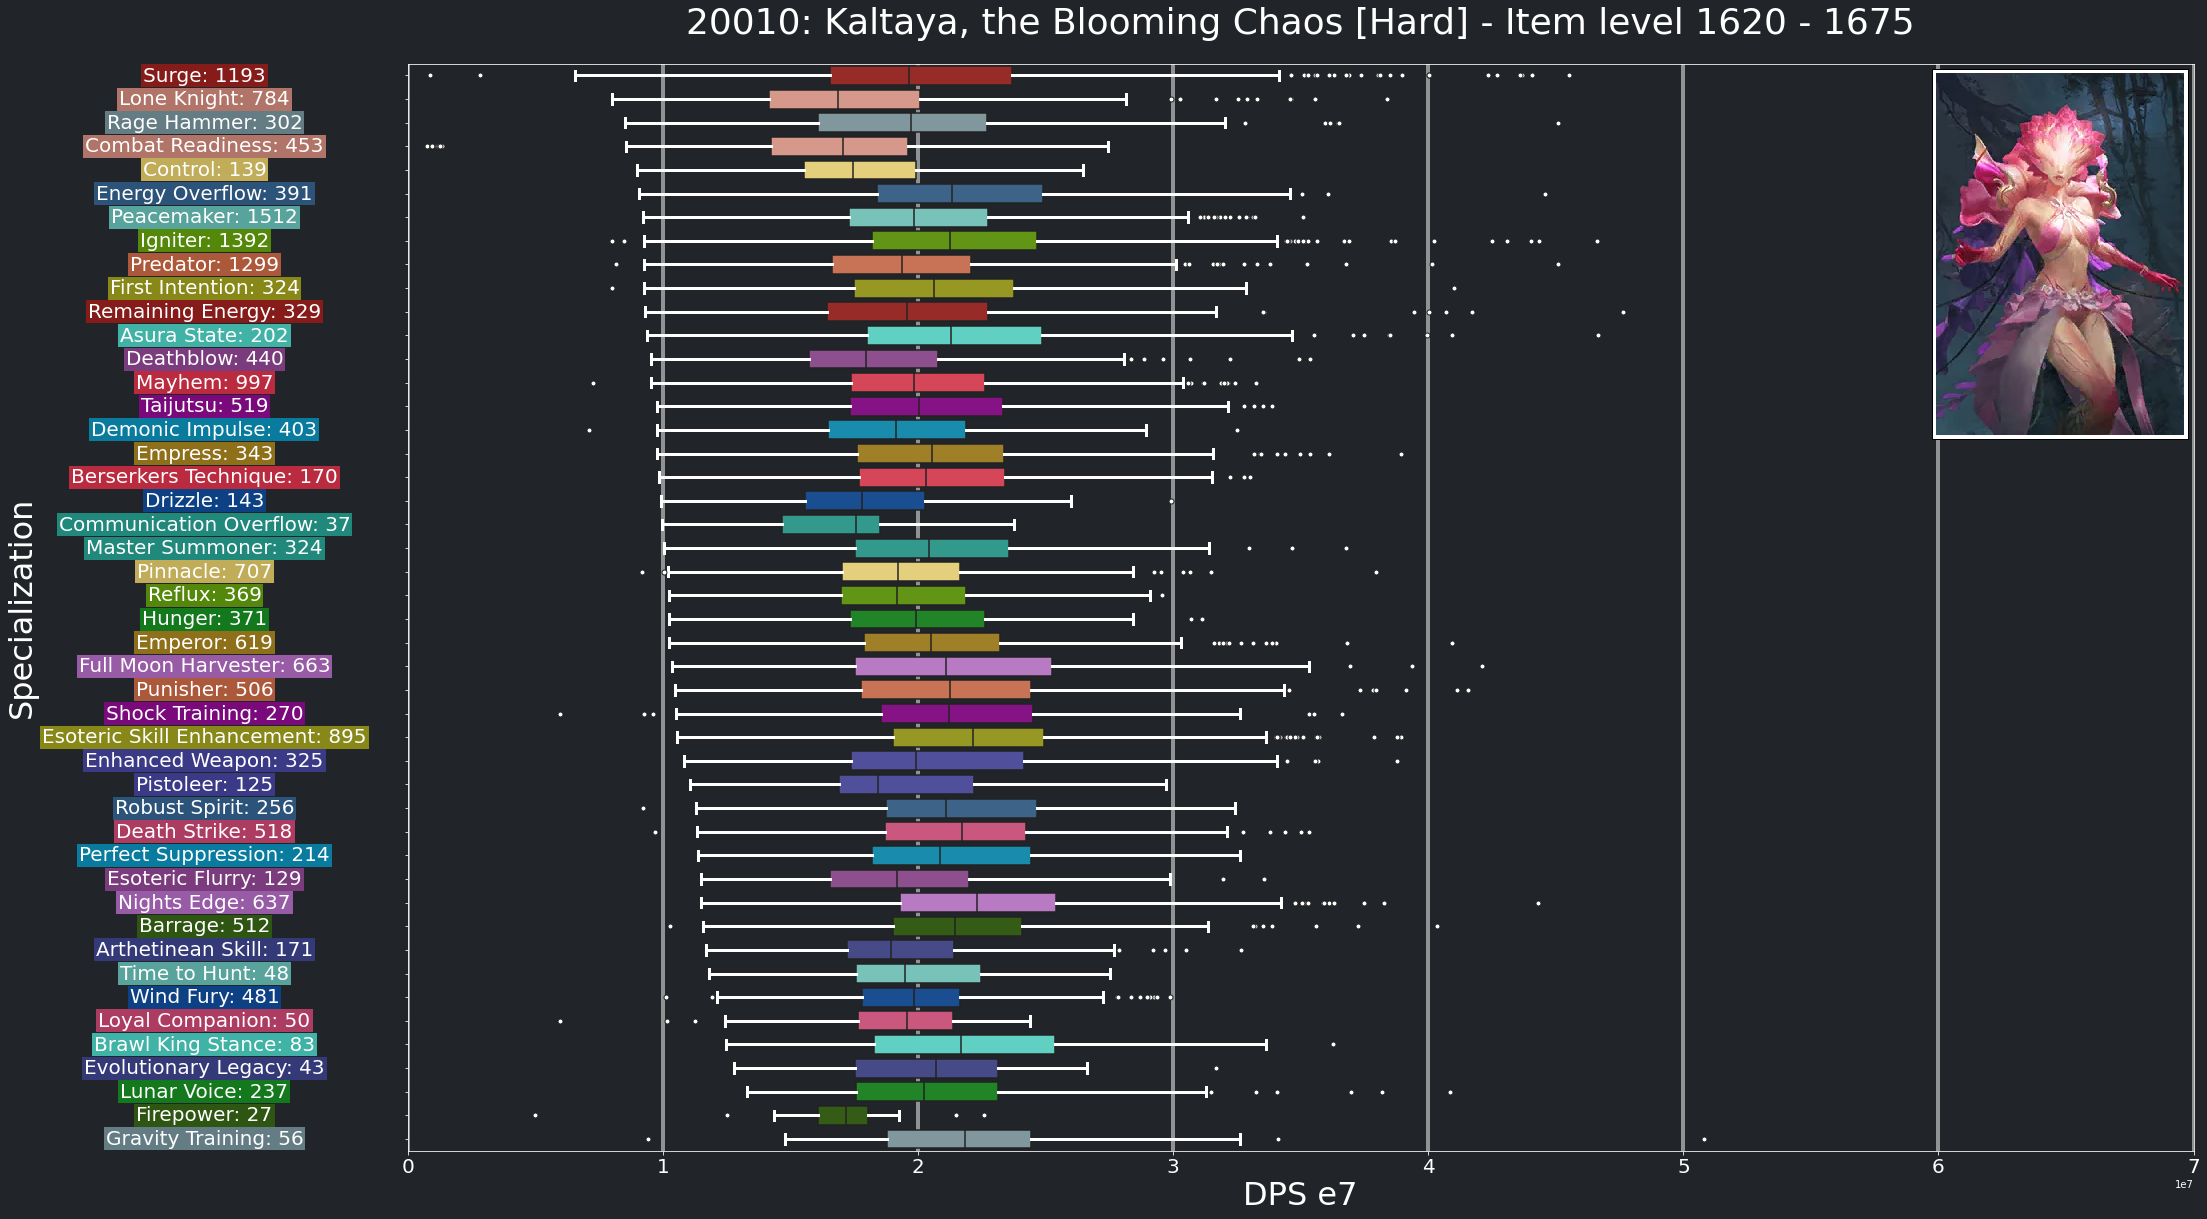 20010: Kaltaya, the Blooming Chaos [Hard] - Item level 1620 - 1675
Specialization
Surge: 1193
Lone Knight: 784
Rage Hammer: 302
Combat Readiness: 453
Control: 139
Energy Overflow: 391
Peacemaker: 1512
Igniter: 1392
Predator: 1299
First Intention: 324
Remaining Energy: 329
Asura State: 202
Deathblow: 440
Mayhem: 997
Taijutsu: 519
Demonic Impulse: 403
Empress: 343
Berserkers Technique: 170
Drizzle: 143
Communication Overflow: 37
Master Summoner: 324
Pinnacle: 707
Reflux: 369
Hunger: 371
Emperor: 619
Full Moon Harvester: 663
Punisher: 506
Shock Training: 270
Esoteric Skill Enhancement: 895
Enhanced Weapon: 325
Pistoleer: 125
Robust Spirit: 256
Death Strike: 518
Perfect Suppression: 214
Esoteric Flurry: 129
Nights Edge: 637
Barrage: 512
Arthetinean Skill: 171
Time to Hunt: 48
Wind Fury: 481
Loyal Companion: 50
Brawl King Stance: 83
Evolutionary Legacy: 43
Lunar Voice: 237
Firepower: 27
Gravity Training: 56
0 1 2 3 4 5 6 7
DPS e7
1e7